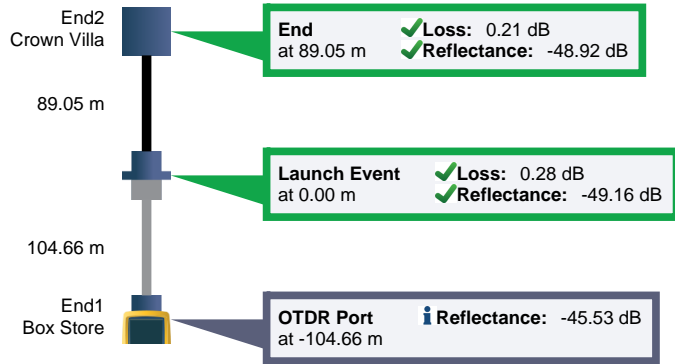 End2
Crown Villa
End
at 89.05 m
Loss: 0.21 dB
Reflectance: -48.92 dB
89.05 m
Launch Event
at 0.00 m
Loss: 0.28 dB
Reflectance: -49.16 dB
104.66 m
End1
Box Store
OTDR Port
at -104.66 m
i Reflectance: -45.53 dB